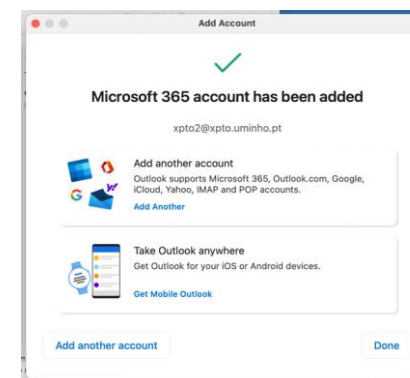 Add Account
Microsoft 365 account has been added
xpto2@xpto.uminho.pt
Add another account
Outlook supports Microsoft 365, Outlook.com, Google,
iCloud, Yahoo, IMAP and POP accounts.
Add Another
Take Outlook anywhere
Get Outlook for your iOS or Android devices.
Get Mobile Outlook
Add another account
Done